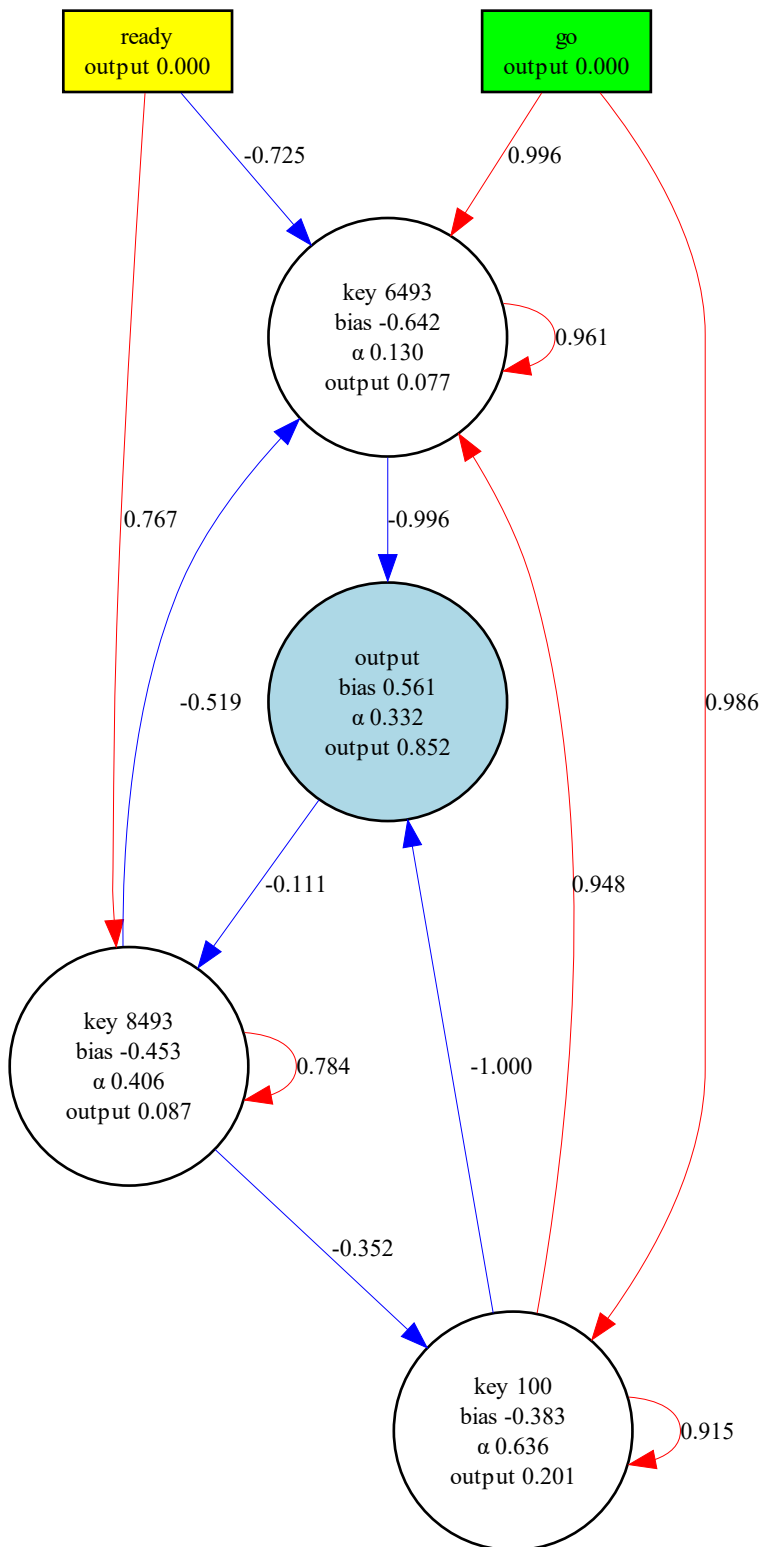 ready
output 0.000
go
output 0.000
-0.725
0.996
key 6493
bias -0.642
α 0.130
output 0.077
0.961
0.767
-0.996
-0.519
output
bias 0.561
α 0.332
output 0.852
0.986
-0.111
0.948
key 8493
bias -0.453
α 0.406
output 0.087
0.784
-1.000
-0.352
key 100
bias -0.383
α 0.636
output 0.201
0.915